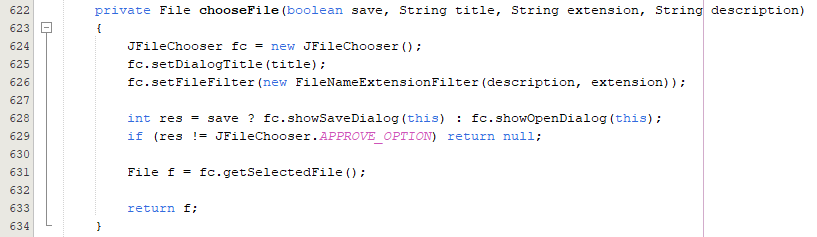 622 private File chooseFile(boolean save, String title, String extension, String description)
623 {
624 JFileChooser fc = new JFileChooser();
625 fc.setDialogTitle(title);
626 fc.setFileFilter(new FileNameExtensionFilter(description, extension));
627
628 int res = save ? fc.showSaveDialog(this) : fc.showOpenDialog(this);
629 if (res != JFileChooser.APPROVE_OPTION) return null;
630
631 File f = fc.getSelectedFile();
632
633 return f;
634 }